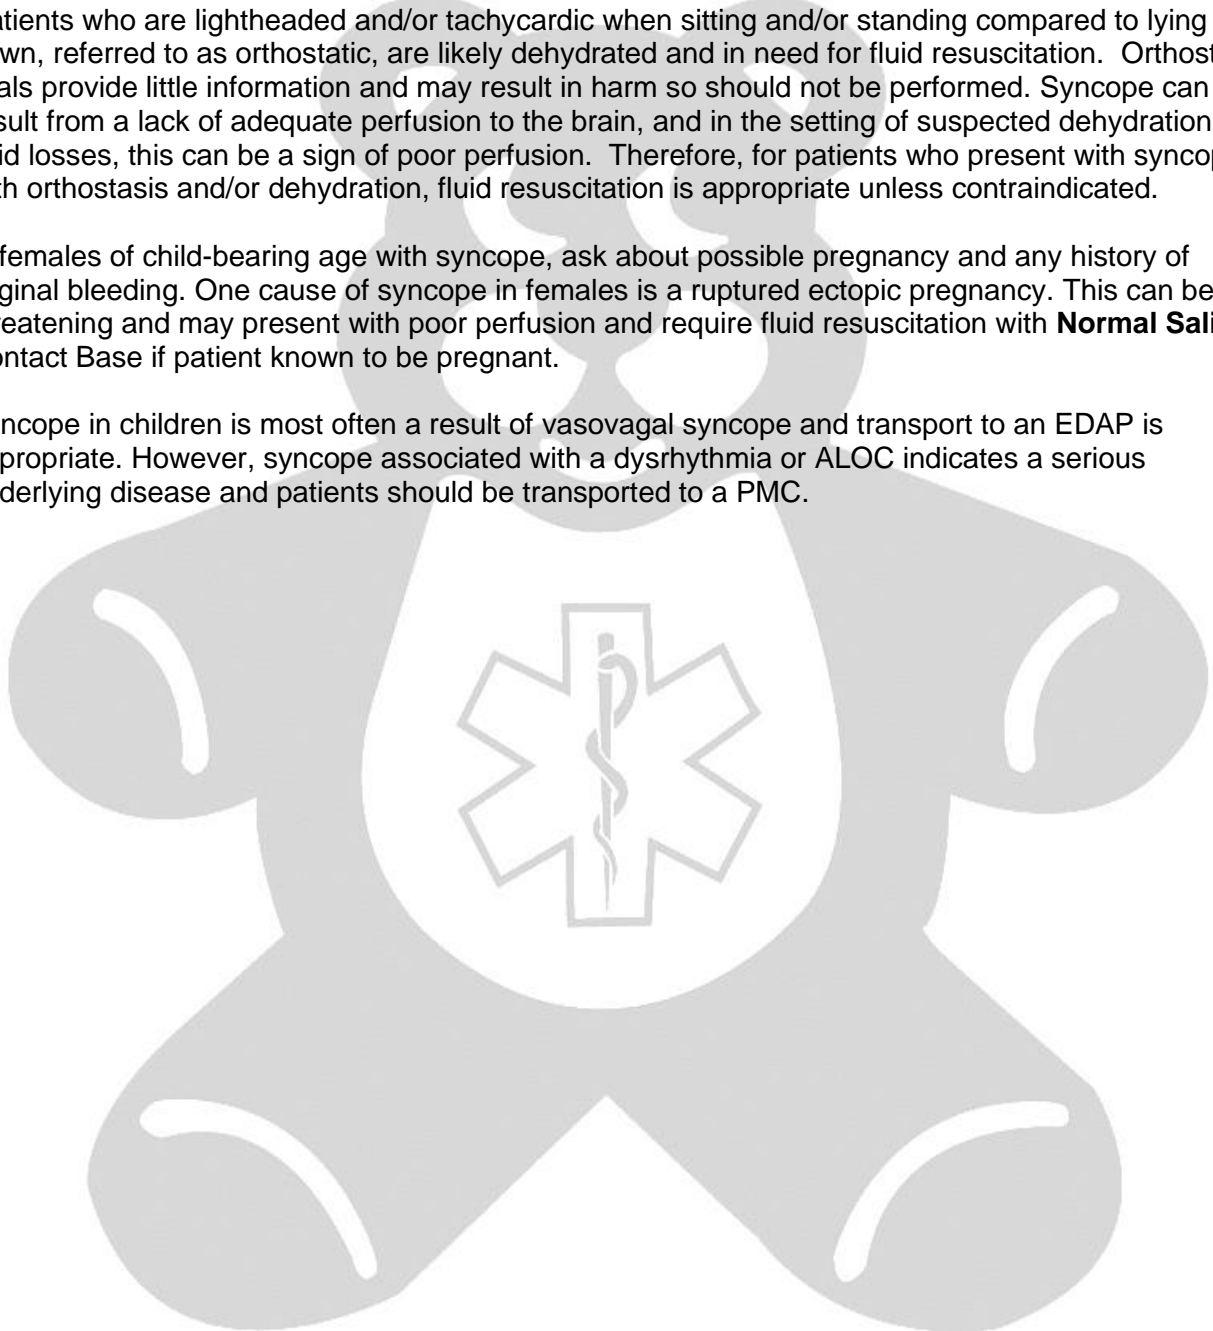 atients who are lightheaded and/or tachycardic when sitting and/or standing compared to lying
wn, referred to as orthostatic, are likely dehydrated and in need for fluid resuscitation.  Orthost
als provide little information and may result in harm so should not be performed. Syncope can
sult from a lack of adequate perfusion to the brain, and in the setting of suspected dehydration
id losses, this can be a sign of poor perfusion.  Therefore, for patients who present with syncop
th orthostasis and/or dehydration, fluid resuscitation is appropriate unless contraindicated.
females of child-bearing age with syncope, ask about possible pregnancy and any history of
ginal bleeding. One cause of syncope in females is a ruptured ectopic pregnancy. This can be
reatening and may present with poor perfusion and require fluid resuscitation with Normal Sali
ontact Base if patient known to be pregnant.
ncope in children is most often a result of vasovagal syncope and transport to an EDAP is
propriate. However, syncope associated with a dysrhythmia or ALOC indicates a serious
derlying disease and patients should be transported to a PMC.